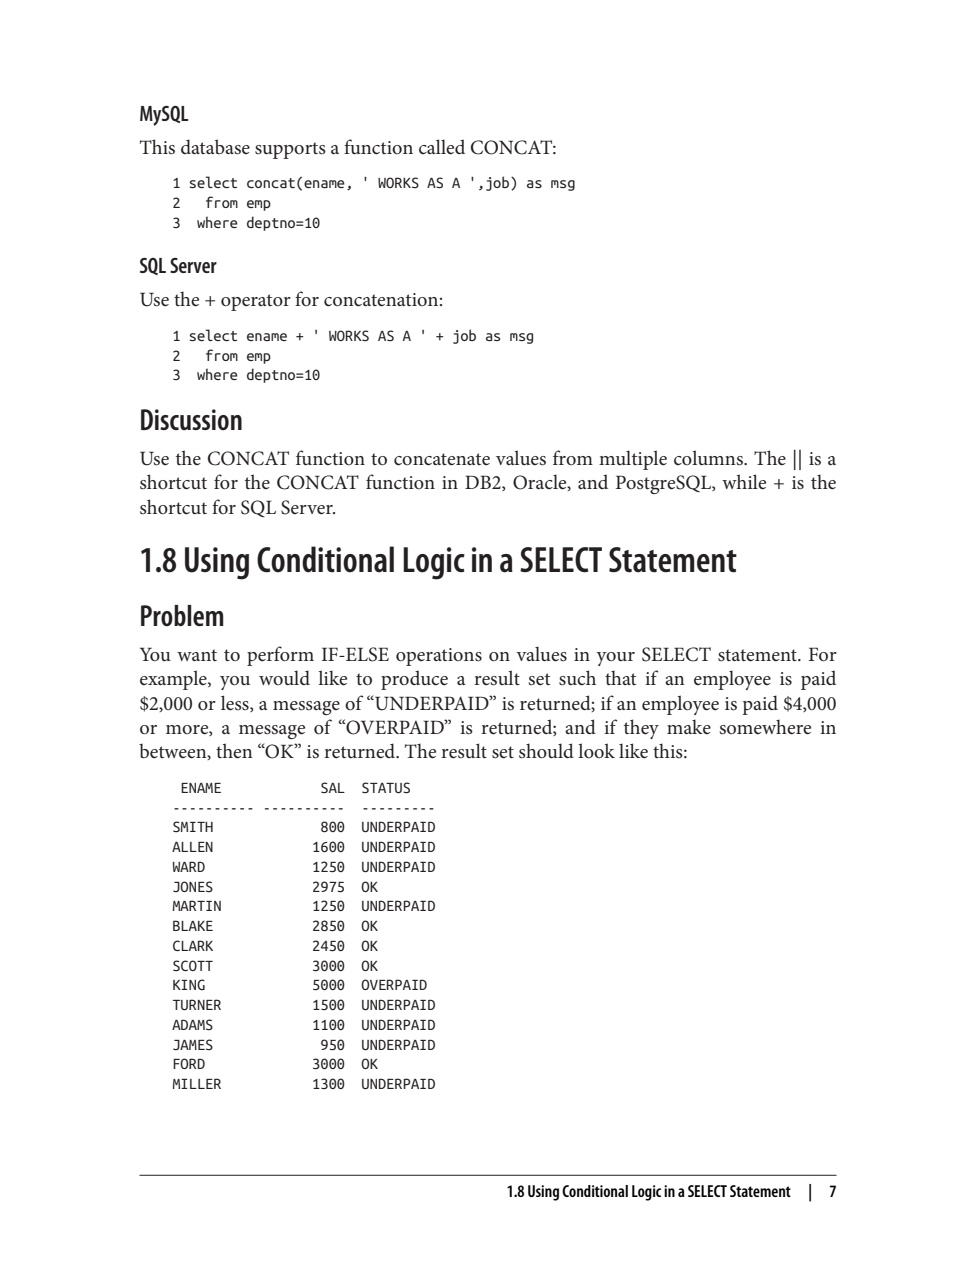 MySQL
This database supports a function called CONCAT:
1 select concat(ename, ' WORKS AS A ',job) as msg
2   from emp
3  where deptno=10
SQL Server
Use the + operator for concatenation:
1 select ename + ' WORKS AS A ' + job as msg
2   from emp
3  where deptno=10
Discussion
Use the CONCAT function to concatenate values from multiple columns. The || is a
shortcut for the CONCAT function in DB2, Oracle, and PostgreSQL, while + is the
shortcut for SQL Server.
1.8 Using Conditional Logic in a SELECT Statement
Problem
You want to perform IF-ELSE operations on values in your SELECT statement. For
example, you would like to produce a result set such that if an employee is paid
$2,000 or less, a message of “UNDERPAID” is returned; if an employee is paid $4,000
or more, a message of “OVERPAID” is returned; and if they make somewhere in
between, then “OK” is returned. The result set should look like this:
 ENAME            SAL  STATUS
---------- ----------  ---------
SMITH             800  UNDERPAID
ALLEN            1600  UNDERPAID
WARD             1250  UNDERPAID
JONES            2975  OK
MARTIN           1250  UNDERPAID
BLAKE            2850  OK
CLARK            2450  OK
SCOTT            3000  OK
KING             5000  OVERPAID
TURNER           1500  UNDERPAID
ADAMS            1100  UNDERPAID
JAMES             950  UNDERPAID
FORD             3000  OK
MILLER           1300  UNDERPAID
1.8 Using Conditional Logic in a SELECT Statement | 7